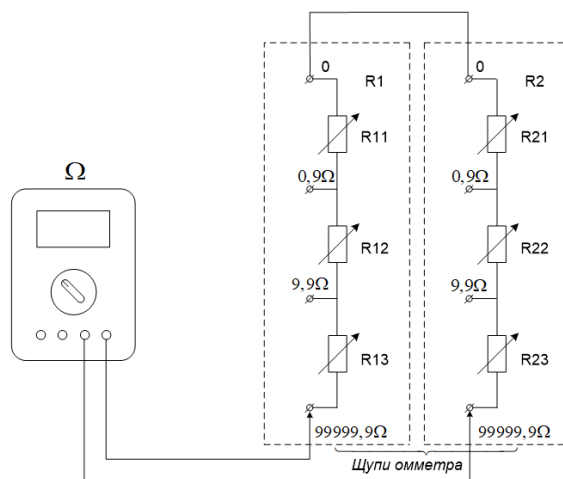 0 R1 0 R2
R11 R21
Ω 0,9Ω 0,9Ω
R12 R22
9,9Ω 9,9Ω
R13 R23
99999,9Ω 99999,9Ω
Щупи омметра